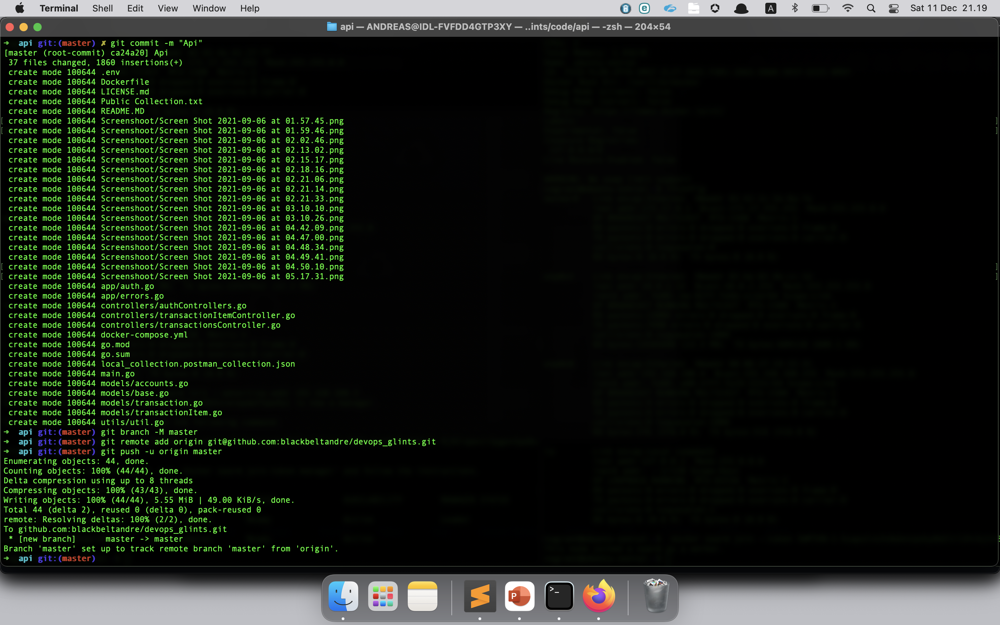 Terminal Shell Edit View Window Help A Sat 11 Dec 21.19
api — ANDREAS@IDL-FVFDD4GTP3XY — ..ints/code/api — -zsh — 204×54
➜ api git:(master) ✗ git commit -m "Api"
[master (root-commit) ca24a20] Api
37 files changed, 1860 insertions(+)
create mode 100644 .env
create mode 100644 Dockerfile
create mode 100644 LICENSE.md
create mode 100644 Public Collection.txt
create mode 100644 README.MD
[ create mode 100644 Screenshoot/Screen Shot 2021-09-06 at 01.57.45.png ]
[ create mode 100644 Screenshoot/Screen Shot 2021-09-06 at 01.59.46.png ]
create mode 100644 Screenshoot/Screen Shot 2021-09-06 at 02.02.46.png
create mode 100644 Screenshoot/Screen Shot 2021-09-06 at 02.13.02.png
create mode 100644 Screenshoot/Screen Shot 2021-09-06 at 02.15.17.png
create mode 100644 Screenshoot/Screen Shot 2021-09-06 at 02.18.16.png
create mode 100644 Screenshoot/Screen Shot 2021-09-06 at 02.21.06.png
create mode 100644 Screenshoot/Screen Shot 2021-09-06 at 02.21.14.png
create mode 100644 Screenshoot/Screen Shot 2021-09-06 at 02.21.33.png
create mode 100644 Screenshoot/Screen Shot 2021-09-06 at 03.10.10.png
create mode 100644 Screenshoot/Screen Shot 2021-09-06 at 03.10.26.png
create mode 100644 Screenshoot/Screen Shot 2021-09-06 at 04.42.09.png
create mode 100644 Screenshoot/Screen Shot 2021-09-06 at 04.47.00.png
create mode 100644 Screenshoot/Screen Shot 2021-09-06 at 04.48.34.png
create mode 100644 Screenshoot/Screen Shot 2021-09-06 at 04.49.41.png
[ create mode 100644 Screenshoot/Screen Shot 2021-09-06 at 04.50.10.png ]
[ create mode 100644 Screenshoot/Screen Shot 2021-09-06 at 05.17.31.png ]
create mode 100644 app/auth.go
create mode 100644 app/errors.go
create mode 100644 controllers/authControllers.go
create mode 100644 controllers/transactionItemController.go
create mode 100644 controllers/transactionsController.go
create mode 100644 docker-compose.yml
create mode 100644 go.mod
create mode 100644 go.sum
create mode 100644 local_collection.postman_collection.json
create mode 100644 main.go
create mode 100644 models/accounts.go
create mode 100644 models/base.go
create mode 100644 models/transaction.go
create mode 100644 models/transactionItem.go
create mode 100644 utils/util.go
➜ api git:(master) git branch -M master
➜ api git:(master) git remote add origin git@github.com:blackbeltandre/devops_glints.git
➜ api git:(master) git push -u origin master
Enumerating objects: 44, done.
Counting objects: 100% (44/44), done.
Delta compression using up to 8 threads
Compressing objects: 100% (43/43), done.
Writing objects: 100% (44/44), 5.55 MiB | 49.00 KiB/s, done.
Total 44 (delta 2), reused 0 (delta 0), pack-reused 0
remote: Resolving deltas: 100% (2/2), done.
To github.com:blackbeltandre/devops_glints.git
* [new branch] master -> master
Branch 'master' set up to track remote branch 'master' from 'origin'.
➜ api git:(master)
P >_